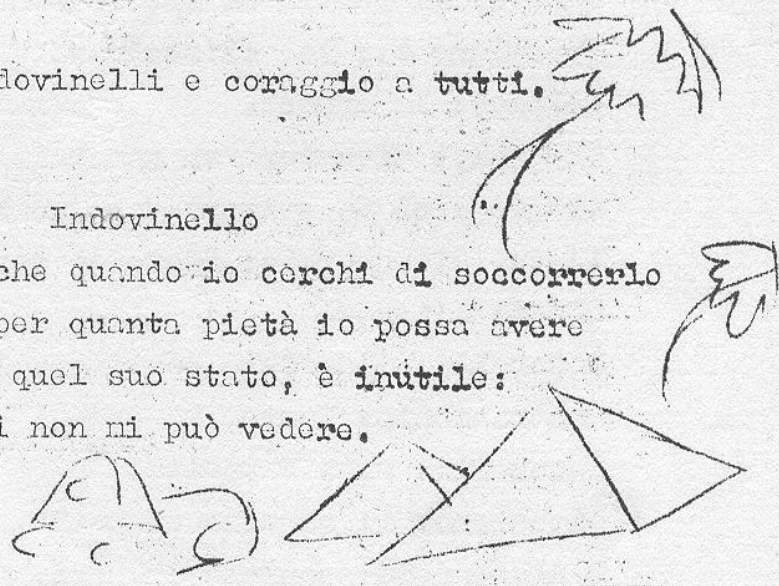 dovinelli e coraggio a tutti.
Indovinello
che quando io cerchi di soccorrerlo
per quanta pietà io possa avere
quel suo stato, è inutile:
i non mi può vedere.